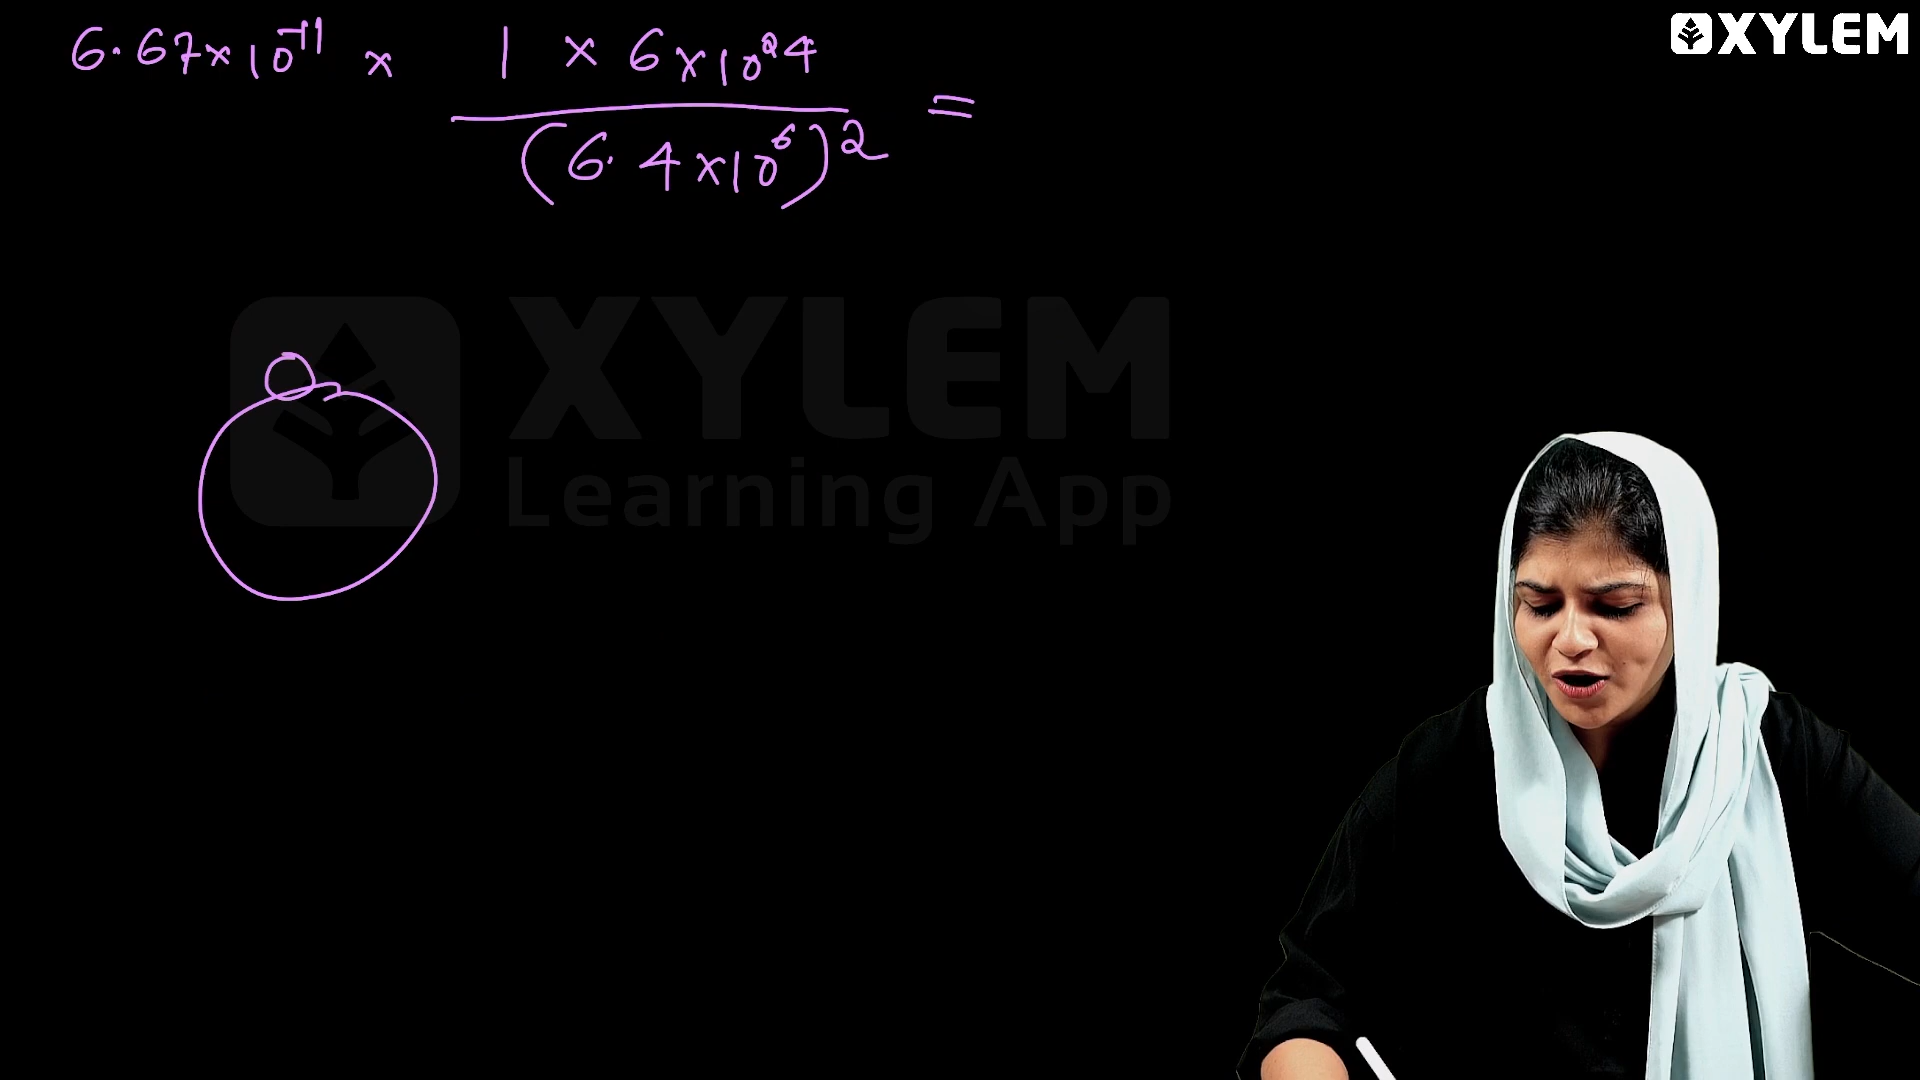 XYLEM
6.67×10⁻¹¹ × 1 × 6×10²⁴
(6.4×10⁶)² =
XYLEM
Learning App